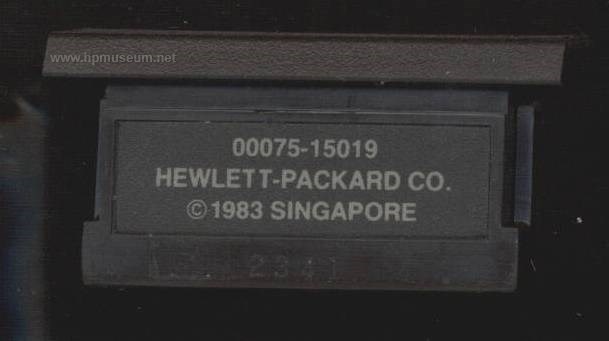 www.hpmuseum.net
00075-15019
HEWLETT-PACKARD CO.
© 1983 SINGAPORE